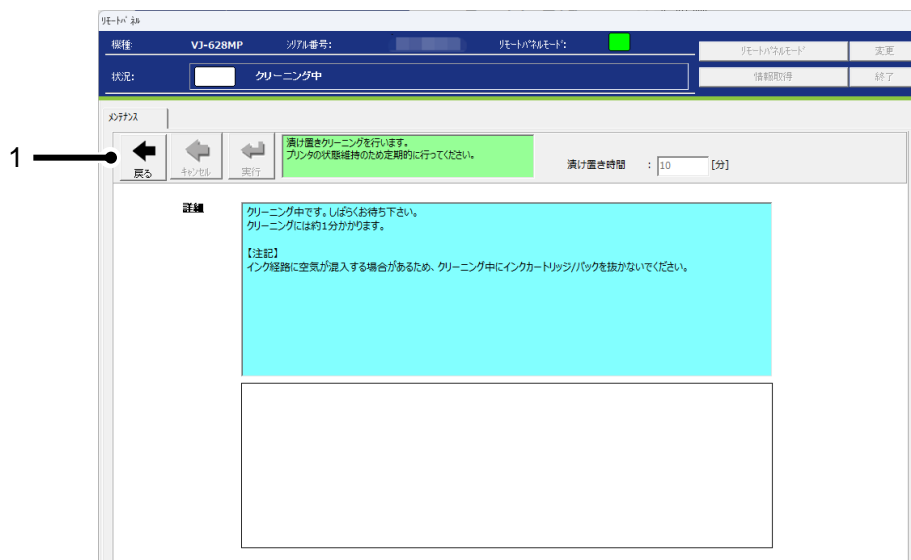 リモートパネル
機種: VJ-628MP シリアル番号: リモートパネルモード:
リモートパネルモード 変更
状況: クリーニング中
情報取得 終了
メンテナンス
1
戻る キャンセル 実行
漬け置きクリーニングを行います。
プリンタの状態維持のため定期的に行ってください。
漬け置き時間 : 10 [分]
詳細
クリーニング中です。しばらくお待ち下さい。
クリーニングには約1分かかります。
【注記】
インク経路に空気が混入する場合があるため、クリーニング中にインクカートリッジ/パックを抜かないでください。